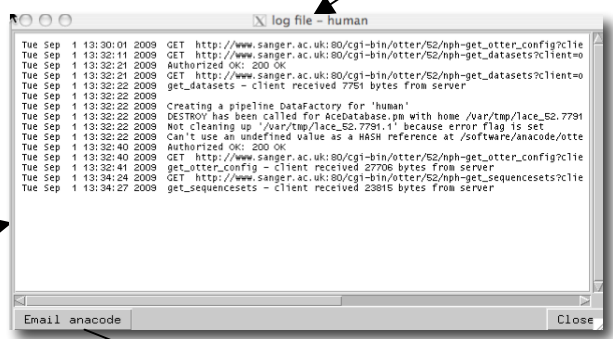 log file - human
Tue Sep 1 13:30:01 2009 GET http://www.sanger.ac.uk:80/cgi-bin/otter/52/nph-get_otter_config?clie
Tue Sep 1 13:32:11 2009 GET http://www.sanger.ac.uk:80/cgi-bin/otter/52/nph-get_datasets?client=o
Tue Sep 1 13:32:21 2009 Authorized OK: 200 OK
Tue Sep 1 13:32:21 2009 GET http://www.sanger.ac.uk:80/cgi-bin/otter/52/nph-get_datasets?client=o
Tue Sep 1 13:32:22 2009 get_datasets - client received 7751 bytes from server
Tue Sep 1 13:32:22 2009
Tue Sep 1 13:32:22 2009 Creating a pipeline DataFactory for 'human'
Tue Sep 1 13:32:22 2009 DESTROY has been called for AceDatabase.pm with home /var/tmp/lace_52.7791
Tue Sep 1 13:32:22 2009 Not cleaning up '/var/tmp/lace_52.7791.1' because error flag is set
Tue Sep 1 13:32:22 2009 Can't use an undefined value as a HASH reference at /software/anacode/otte
Tue Sep 1 13:32:40 2009 Authorized OK: 200 OK
Tue Sep 1 13:32:40 2009 GET http://www.sanger.ac.uk:80/cgi-bin/otter/52/nph-get_otter_config?clie
Tue Sep 1 13:32:41 2009 get_otter_config - client received 27706 bytes from server
Tue Sep 1 13:34:24 2009 GET http://www.sanger.ac.uk:80/cgi-bin/otter/52/nph-get_sequencesets?clie
Tue Sep 1 13:34:27 2009 get_sequencesets - client received 23815 bytes from server
Email anacode
Close